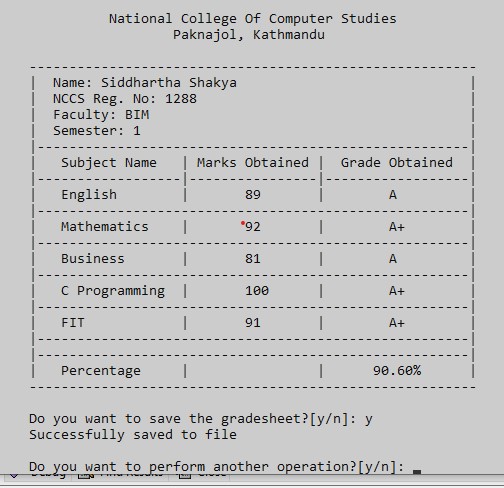 National College Of Computer Studies
Paknajol, Kathmandu
Name: Siddhartha Shakya
NCCS Reg. No: 1288
Faculty: BIM
Semester: 1
Subject Name | Marks Obtained | Grade Obtained
English | 89 | A
Mathematics | 92 | A+
Business | 81 | A
C Programming | 100 | A+
FIT | 91 | A+
Percentage | | 90.60%
Do you want to save the gradesheet?[y/n]: y
Successfully saved to file
Do you want to perform another operation?[y/n]: _